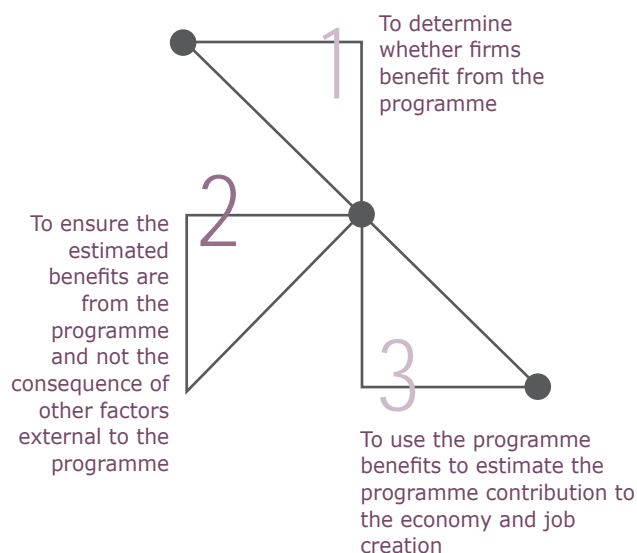 1
To determine
whether firms
benefit from the
programme
2
To ensure the
estimated
benefits are
from the
programme
and not the
consequence of
other factors
external to the
programme
3
To use the programme
benefits to estimate the
programme contribution to
the economy and job
creation